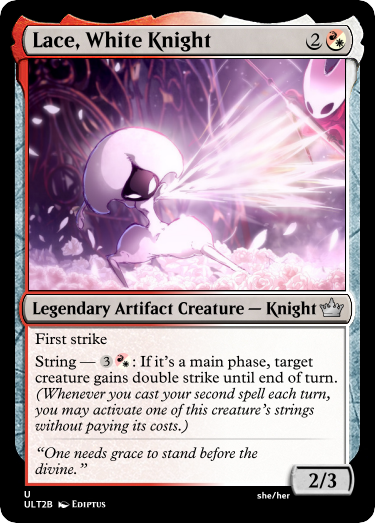 Lace, White Knight 2
Legendary Artifact Creature — Knight
First strike
String — 3 : If it's a main phase, target
creature gains double strike until end of turn.
(Whenever you cast your second spell each turn,
you may activate one of this creature's strings
without paying its costs.)
"One needs grace to stand before the
divine."
2/3
U
ULT2B EDIPTUS
she/her